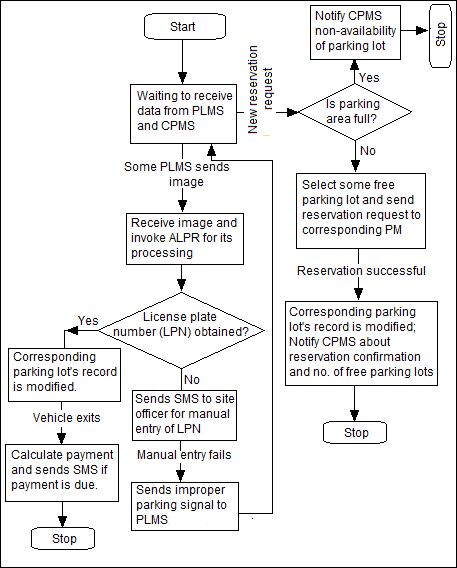 Start
Waiting to receive
data from PLMS
and CPMS
New reservation
request
Notify CPMS
non-availability
of parking lot
Stop
Yes
Is parking
area full?
No
Select some free
parking lot and send
reservation request to
corresponding PM
Reservation successful
Corresponding parking
lot's record is modified;
Notify CPMS about
reservation confirmation
and no. of free parking lots
Stop
Some PLMS sends
image
Receive image and
invoke ALPR for its
processing
License plate
number (LPN) obtained?
Yes
Corresponding
parking lot's record
is modified.
Vehicle exits
Calculate payment
and sends SMS if
payment is due.
Stop
No
Sends SMS to site
officer for manual
entry of LPN
Manual entry fails
Sends improper
parking signal to
PLMS